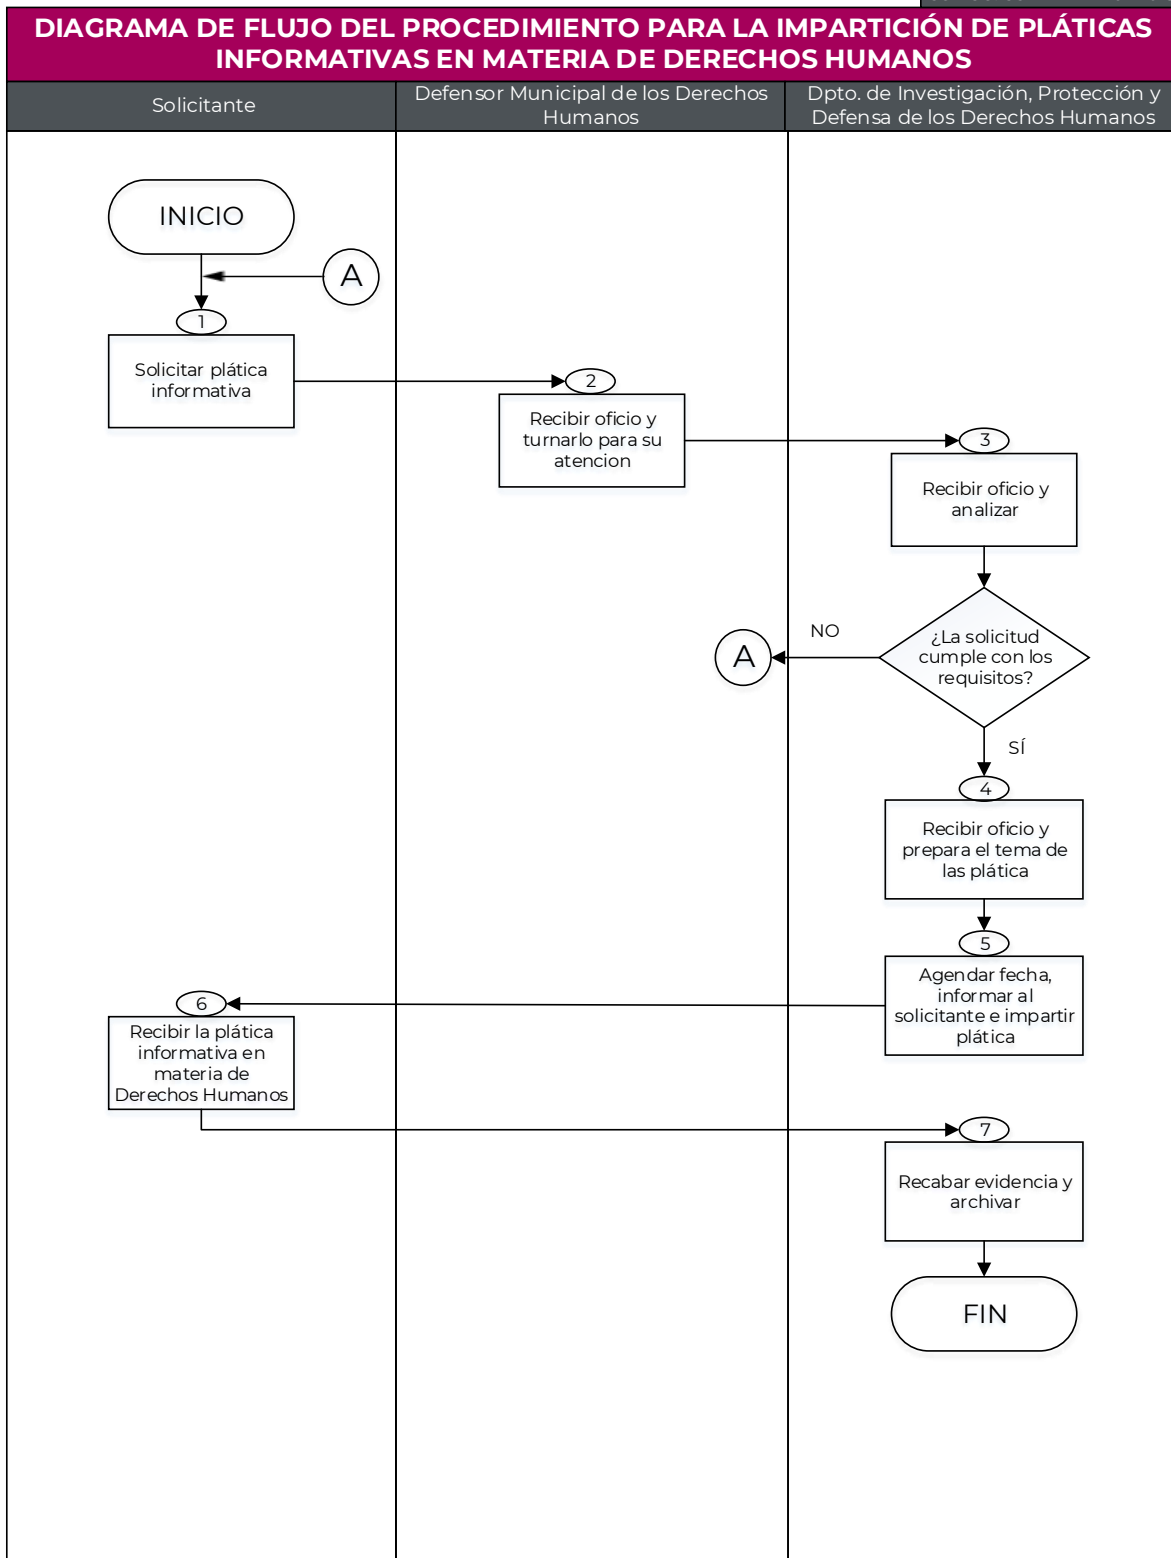 DIAGRAMA DE FLUJO DEL PROCEDIMIENTO PARA LA IMPARTICIÓN DE PLÁTICAS
INFORMATIVAS EN MATERIA DE DERECHOS HUMANOS
Solicitante
Defensor Municipal de los Derechos
Humanos
Dpto. de Investigación, Protección y
Defensa de los Derechos Humanos
INICIO
A
1
Solicitar plática
informativa
2
Recibir oficio y
turnarlo para su
atencion
3
Recibir oficio y
analizar
¿La solicitud
cumple con los
requisitos?
NO
A
SÍ
4
Recibir oficio y
prepara el tema de
las plática
5
Agendar fecha,
informar al
solicitante e impartir
plática
6
Recibir la plática
informativa en
materia de
Derechos Humanos
7
Recabar evidencia y
archivar
FIN